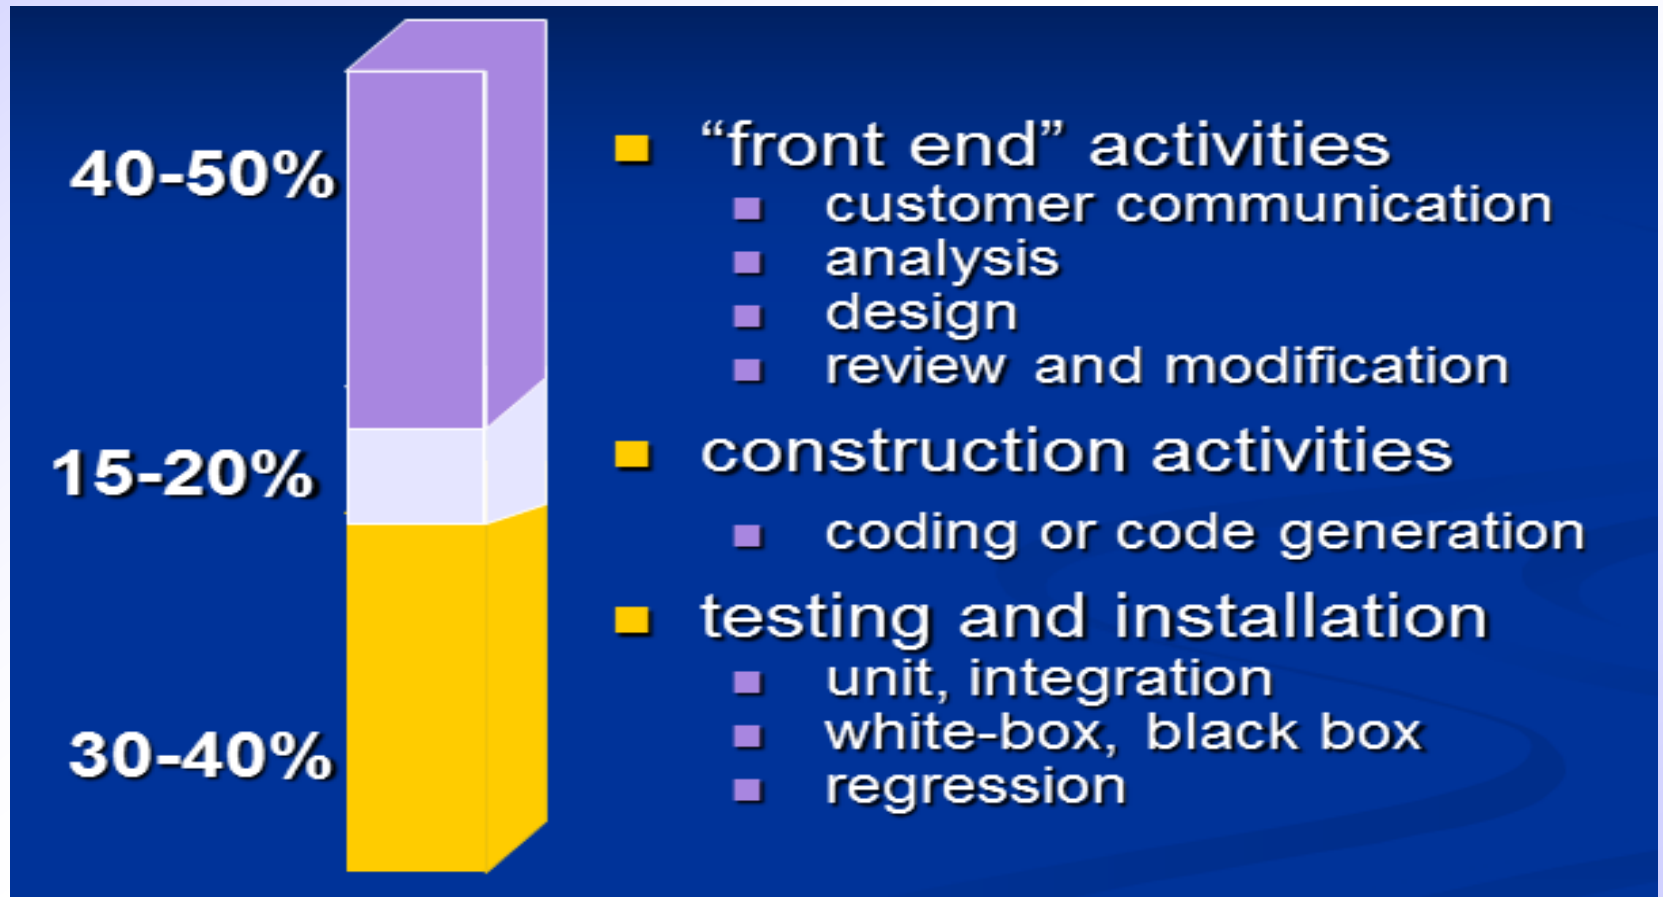 40-50%
“front end” activities
customer communication
analysis
design
review and modification
15-20%
construction activities
coding or code generation
30-40%
testing and installation
unit, integration
white-box, black box
regression